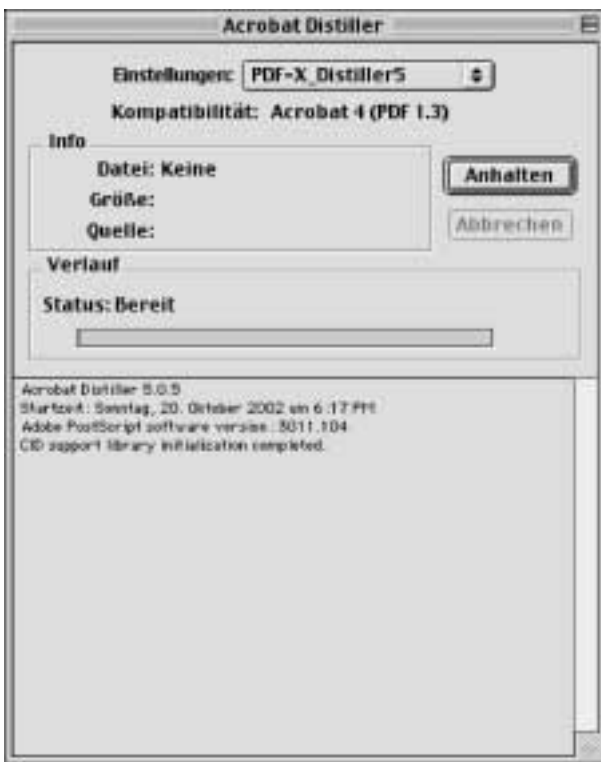 Acrobat Distiller
Einstellungen: PDF-X_Distiller5
Kompatibilität: Acrobat 4 (PDF 1.3)
Info
Datei: Keine
Größe:
Quelle:
Anhalten
Abbrechen
Verlauf
Status: Bereit
Acrobat Distiller 5.0.5
Startzeit: Sonntag, 20. Oktober 2002 um 6:17 PM
Adobe PostScript software version: 3011.104
CID support library initialization completed.